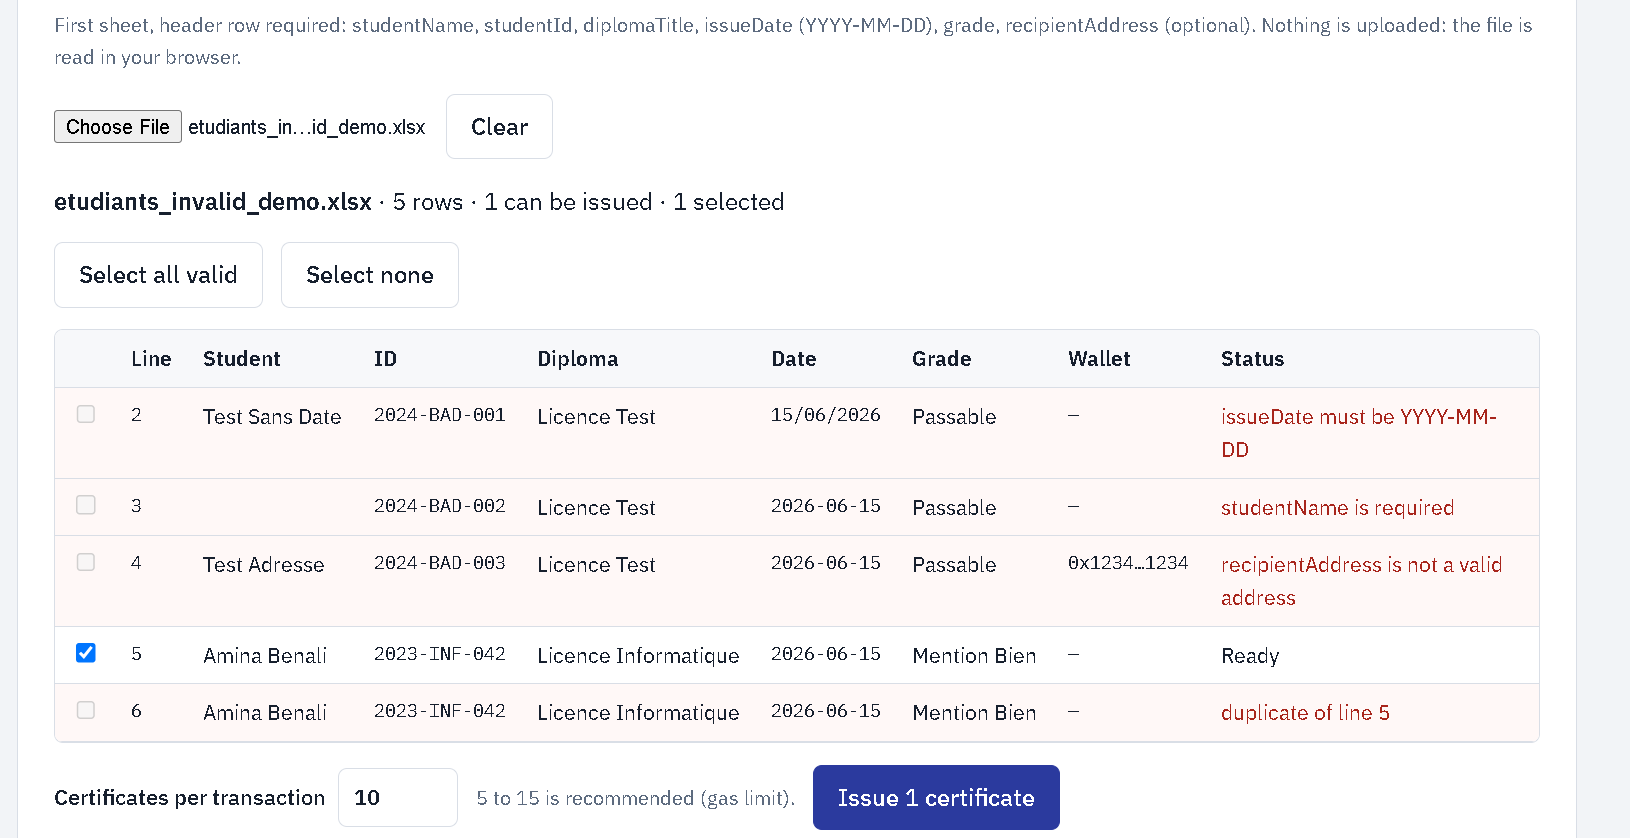 First sheet, header row required: studentName, studentId, diplomaTitle, issueDate (YYYY-MM-DD), grade, recipientAddress (optional). Nothing is uploaded: the file is
read in your browser.
Choose File etudiants_in...id_demo.xlsx Clear
etudiants_invalid_demo.xlsx · 5 rows · 1 can be issued · 1 selected
Select all valid Select none
Line Student ID Diploma Date Grade Wallet Status
2 Test Sans Date 2024-BAD-001 Licence Test 15/06/2026 Passable — issueDate must be YYYY-MM-
DD
3 2024-BAD-002 Licence Test 2026-06-15 Passable — studentName is required
4 Test Adresse 2024-BAD-003 Licence Test 2026-06-15 Passable 0x1234…1234 recipientAddress is not a valid
address
5 Amina Benali 2023-INF-042 Licence Informatique 2026-06-15 Mention Bien — Ready
6 Amina Benali 2023-INF-042 Licence Informatique 2026-06-15 Mention Bien — duplicate of line 5
Certificates per transaction 10 5 to 15 is recommended (gas limit). Issue 1 certificate